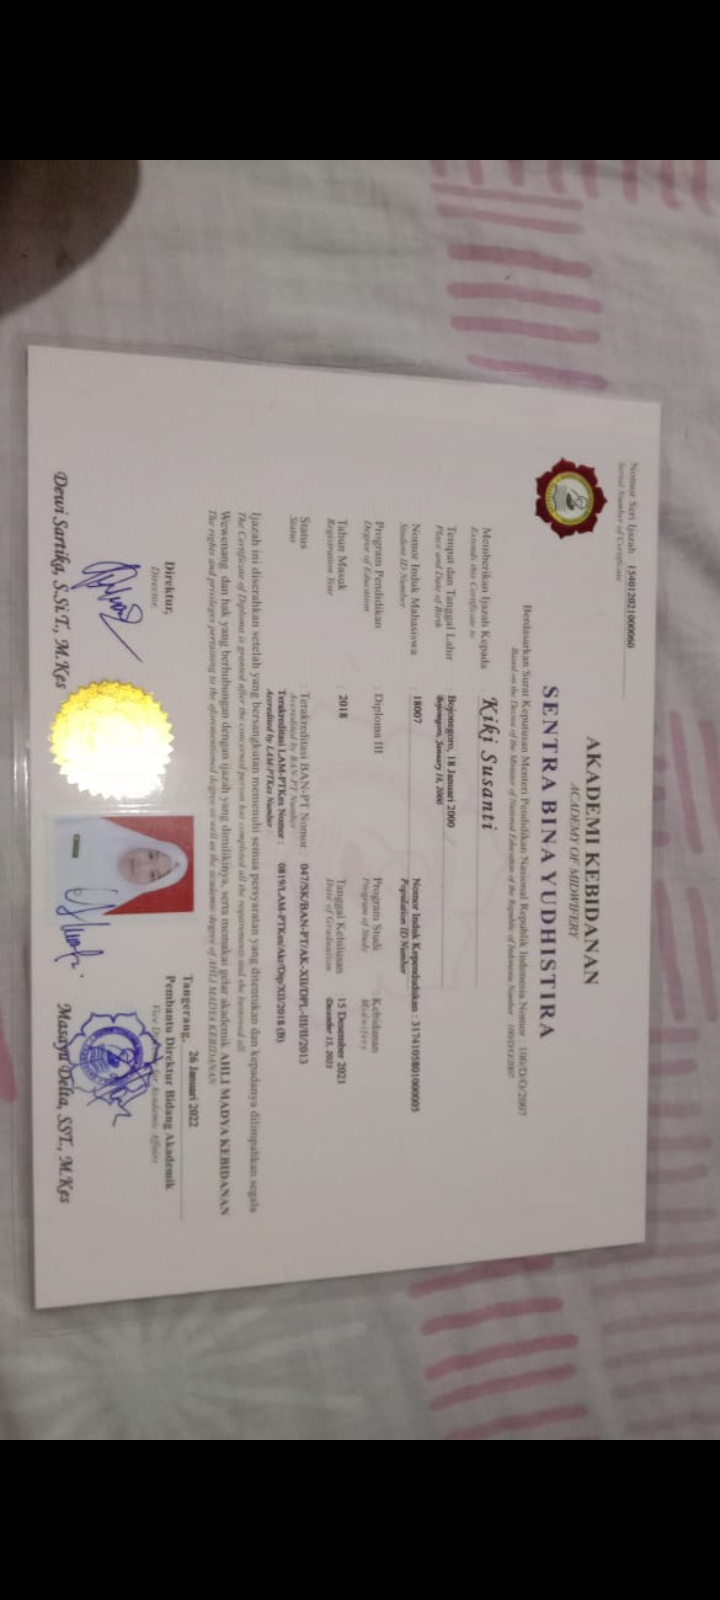 Nomor Seri Ijazah 154012021000060
Serial Number of Certificate
AKADEMI KEBIDANAN
ACADEMY OF MIDWIFERY
SENTRA BINA YUDHISTIRA
Berdasarkan Surat Keputusan Menteri Pendidikan Nasional Republik Indonesia Nomor : 100/D/O/2007
Based on the Decree of the Minister of National Education of the Republic of Indonesia Number : 100/D/O/2007
Memberikan Ijazah Kepada : Kiki Susanti
Extends this Certificate to
Tempat dan Tanggal Lahir : Bojonegoro, 18 Januari 2000
Place and Date of Birth Bojonegoro, January 18, 2000
Nomor Induk Mahasiswa : 18007 Nomor Induk Kependudukan : 3174105801000005
Student ID Number Population ID Number
Program Pendidikan : Diploma III Program Studi : Kebidanan
Degree of Education Program of Study Midwifery
Tahun Masuk : 2018 Tanggal Kelulusan : 15 Desember 2021
Registration Year Date of Graduation December 15, 2021
Status : Terakreditasi BAN-PT Nomor : 047/SK/BAN-PT/AK-XII/DPL-III/II/2013
Status Accredited by BAN-PT Number
Terakreditasi LAM-PTKes Nomor : 0819/LAM-PTKes/Akr/Dip/XII/2018 (B)
Accredited by LAM-PTKes Number
Ijazah ini diserahkan setelah yang bersangkutan memenuhi semua persyaratan yang ditentukan dan kepadanya dilimpahkan segala
The Certificate of Diploma is granted after the concerned person has completed all the requirements and she bestowed all
Wewenang dan hak yang berhubungan dengan ijazah yang dimilikinya, serta memakai gelar akademik AHLI MADYA KEBIDANAN
The rights and privileges pertaining to the aforementioned degree as well as the academic degree of AHLI MADYA KEBIDANAN
Tangerang, 26 Januari 2022
Direktur, Pembantu Direktur Bidang Akademik
Director Vice for Academic Affairs
Dewi Sartika, S.Si.T., M.Kes Masayu Delta, SST., M.Kes